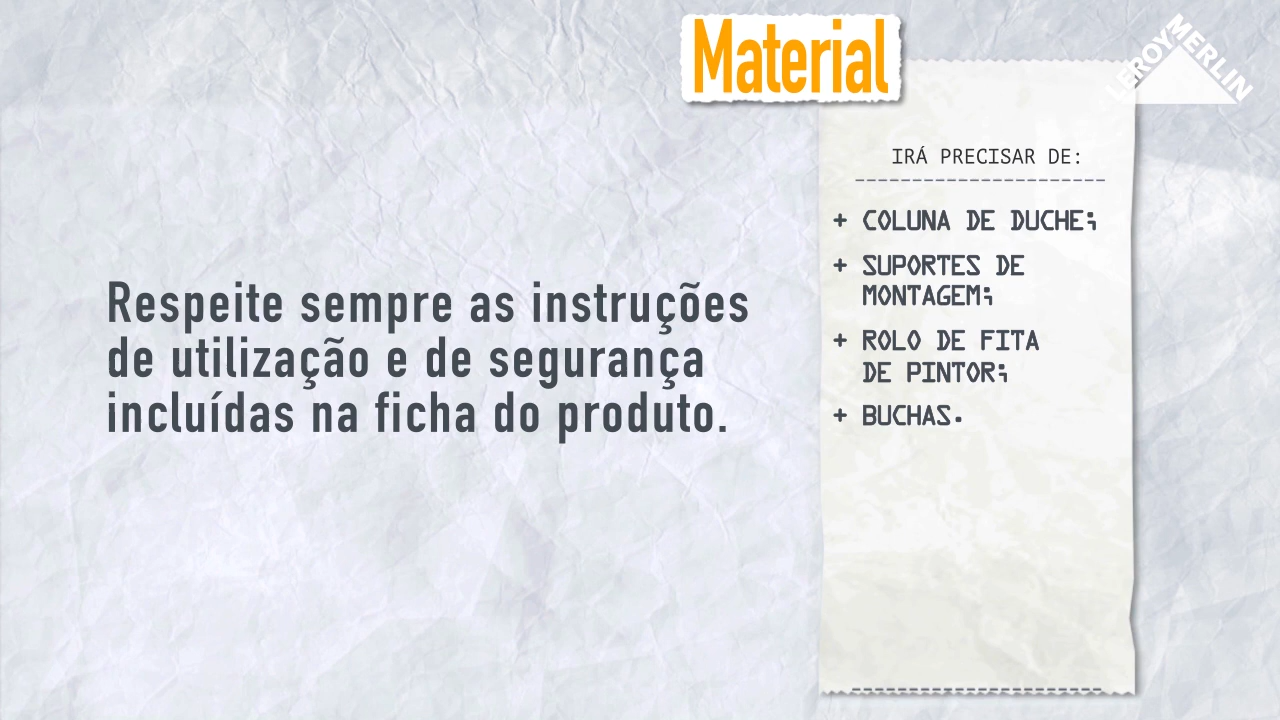 Material
LEROY MERLIN
IRÁ PRECISAR DE:
+ COLUNA DE DUCHE;
+ SUPORTES DE
MONTAGEM;
+ ROLO DE FITA
DE PINTOR;
+ BUCHAS.
Respeite sempre as instruções
de utilização e de segurança
incluídas na ficha do produto.